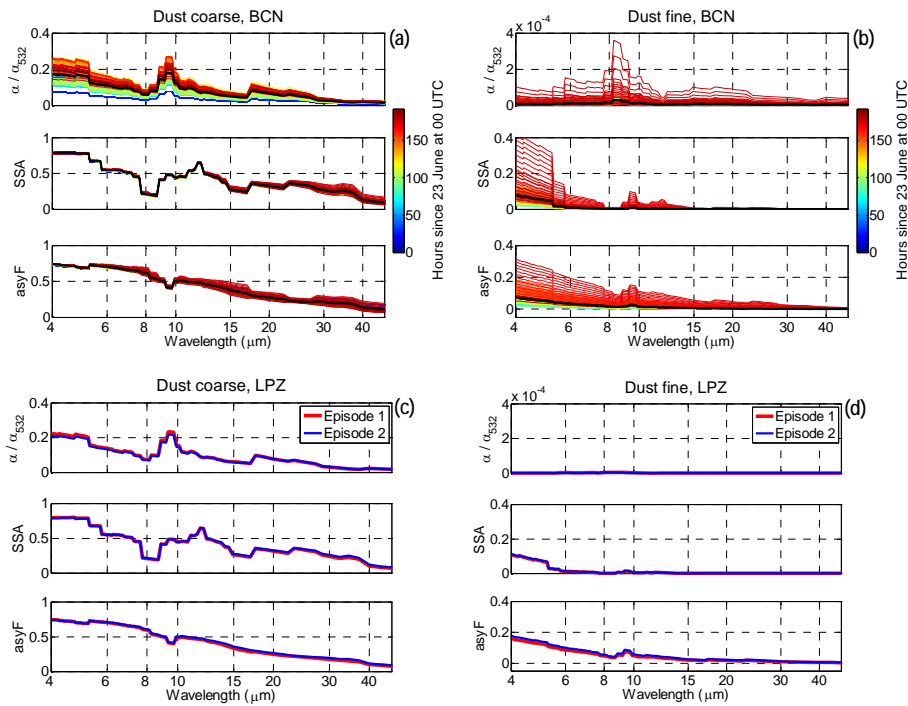 Dust coarse, BCN
(a)
α / α532
0.4
0.2
0
SSA
1
0.5
0
asyF
1
0.5
0
4 6 8 10 15 20 30 40
Wavelength (μm)
150
100
50
0
Hours since 23 June at 00 UTC
Dust fine, BCN
(b)
x 10-4
α / α532
4
2
0
SSA
0.4
0.2
0
asyF
0.4
0.2
0
4 6 8 10 15 20 30 40
Wavelength (μm)
150
100
50
0
Hours since 23 June at 00 UTC
Dust coarse, LPZ
(c)
Episode 1
Episode 2
α / α532
0.4
0.2
0
SSA
1
0.5
0
asyF
1
0.5
0
4 6 8 10 15 20 30 40
Wavelength (μm)
Dust fine, LPZ
(d)
x 10-4
Episode 1
Episode 2
α / α532
4
2
0
SSA
0.4
0.2
0
asyF
0.4
0.2
0
4 6 8 10 15 20 30 40
Wavelength (μm)